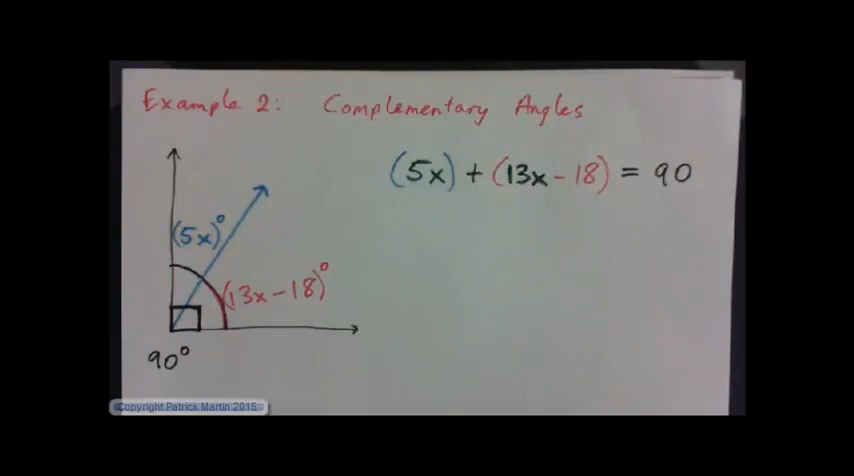 Example 2: Complementary Angles
(5x) + (13x - 18) = 90
(5x)°
(13x - 18)°
90°
Copyright Patrick Martin 2015